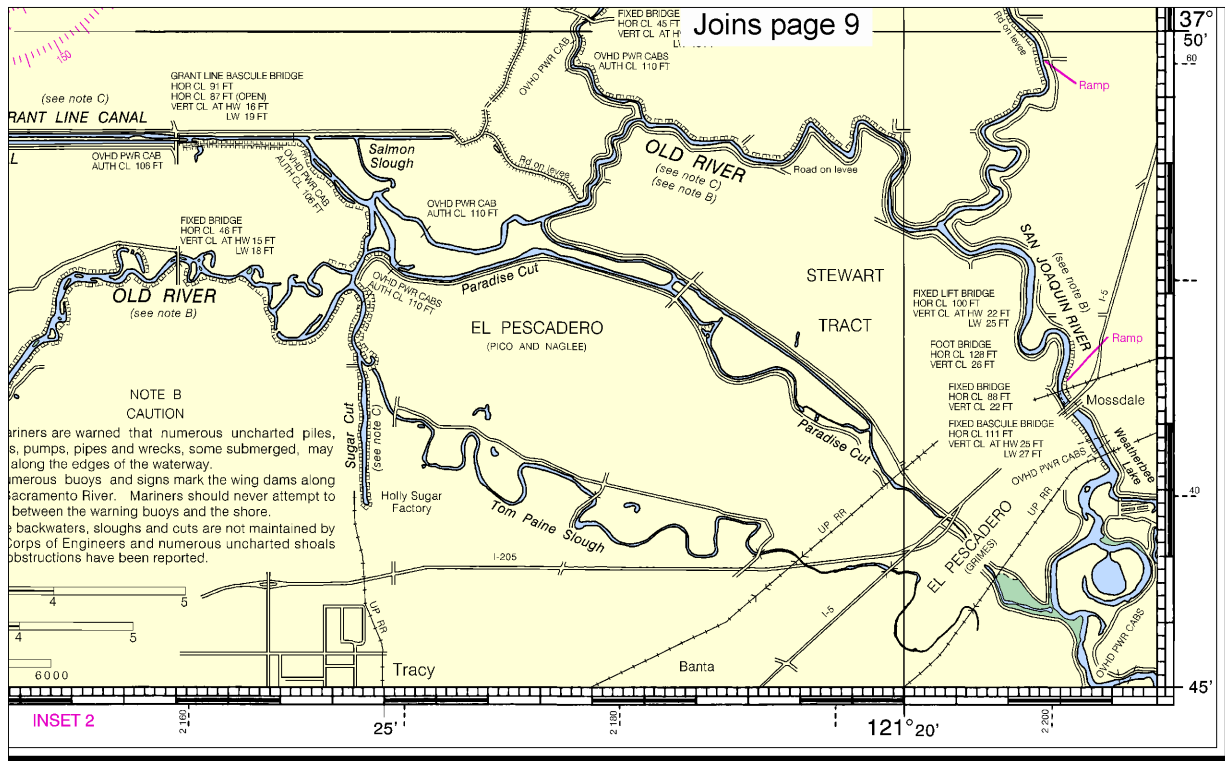 Joins page 9
37°
50'
60
FIXED BRIDGE
HOR CL 45 FT
VERT CL AT H
OVHD PWR CABS
AUTH CL 110 FT
OVHD PWR CAB
Rd on levee
Ramp
150
GRANT LINE BASCULE BRIDGE
HOR CL 91 FT
HOR CL 87 FT (OPEN)
VERT CL AT HW 16 FT
LW 19 FT
(see note C)
RANT LINE CANAL
L
OVHD PWR CAB
AUTH CL 106 FT
OVHD PWR CAB
AUTH CL 106 FT
Salmon
Slough
Rd on levee
OLD RIVER
(see note C)
(see note B)
Road on levee
OVHD PWR CAB
AUTH CL 110 FT
FIXED BRIDGE
HOR CL 46 FT
VERT CL AT HW 15 FT
LW 18 FT
OLD RIVER
(see note B)
OVHD PWR CABS
AUTH CL 110 FT
Paradise Cut
STEWART
TRACT
SAN JOAQUIN RIVER
(see note B)
I-5
EL PESCADERO
(PICO AND NAGLEE)
FIXED LIFT BRIDGE
HOR CL 100 FT
VERT CL AT HW 22 FT
LW 25 FT
FOOT BRIDGE
HOR CL 128 FT
VERT CL 26 FT
Ramp
FIXED BRIDGE
HOR CL 88 FT
VERT CL 22 FT
Mossdale
FIXED BASCULE BRIDGE
HOR CL 111 FT
VERT CL AT HW 25 FT
LW 27 FT
OVHD PWR CABS
Weatherbee
Lake
NOTE B
CAUTION
ariners are warned that numerous uncharted piles,
s, pumps, pipes and wrecks, some submerged, may
along the edges of the waterway.
umerous buoys and signs mark the wing dams along
Sacramento River. Mariners should never attempt to
between the warning buoys and the shore.
e backwaters, sloughs and cuts are not maintained by
Corps of Engineers and numerous uncharted shoals
obstructions have been reported.
Sugar Cut
(see note C)
Holly Sugar
Factory
Tom Paine Slough
Paradise Cut
UP RR
UP RR
40
EL PESCADERO
(GRIMES)
I-205
I-5
OVHD PWR CABS
4 5
4 5
6000
UP RR
Tracy
Banta
45'
INSET 2
2 160
25'
2 180
121° 20'
2 200